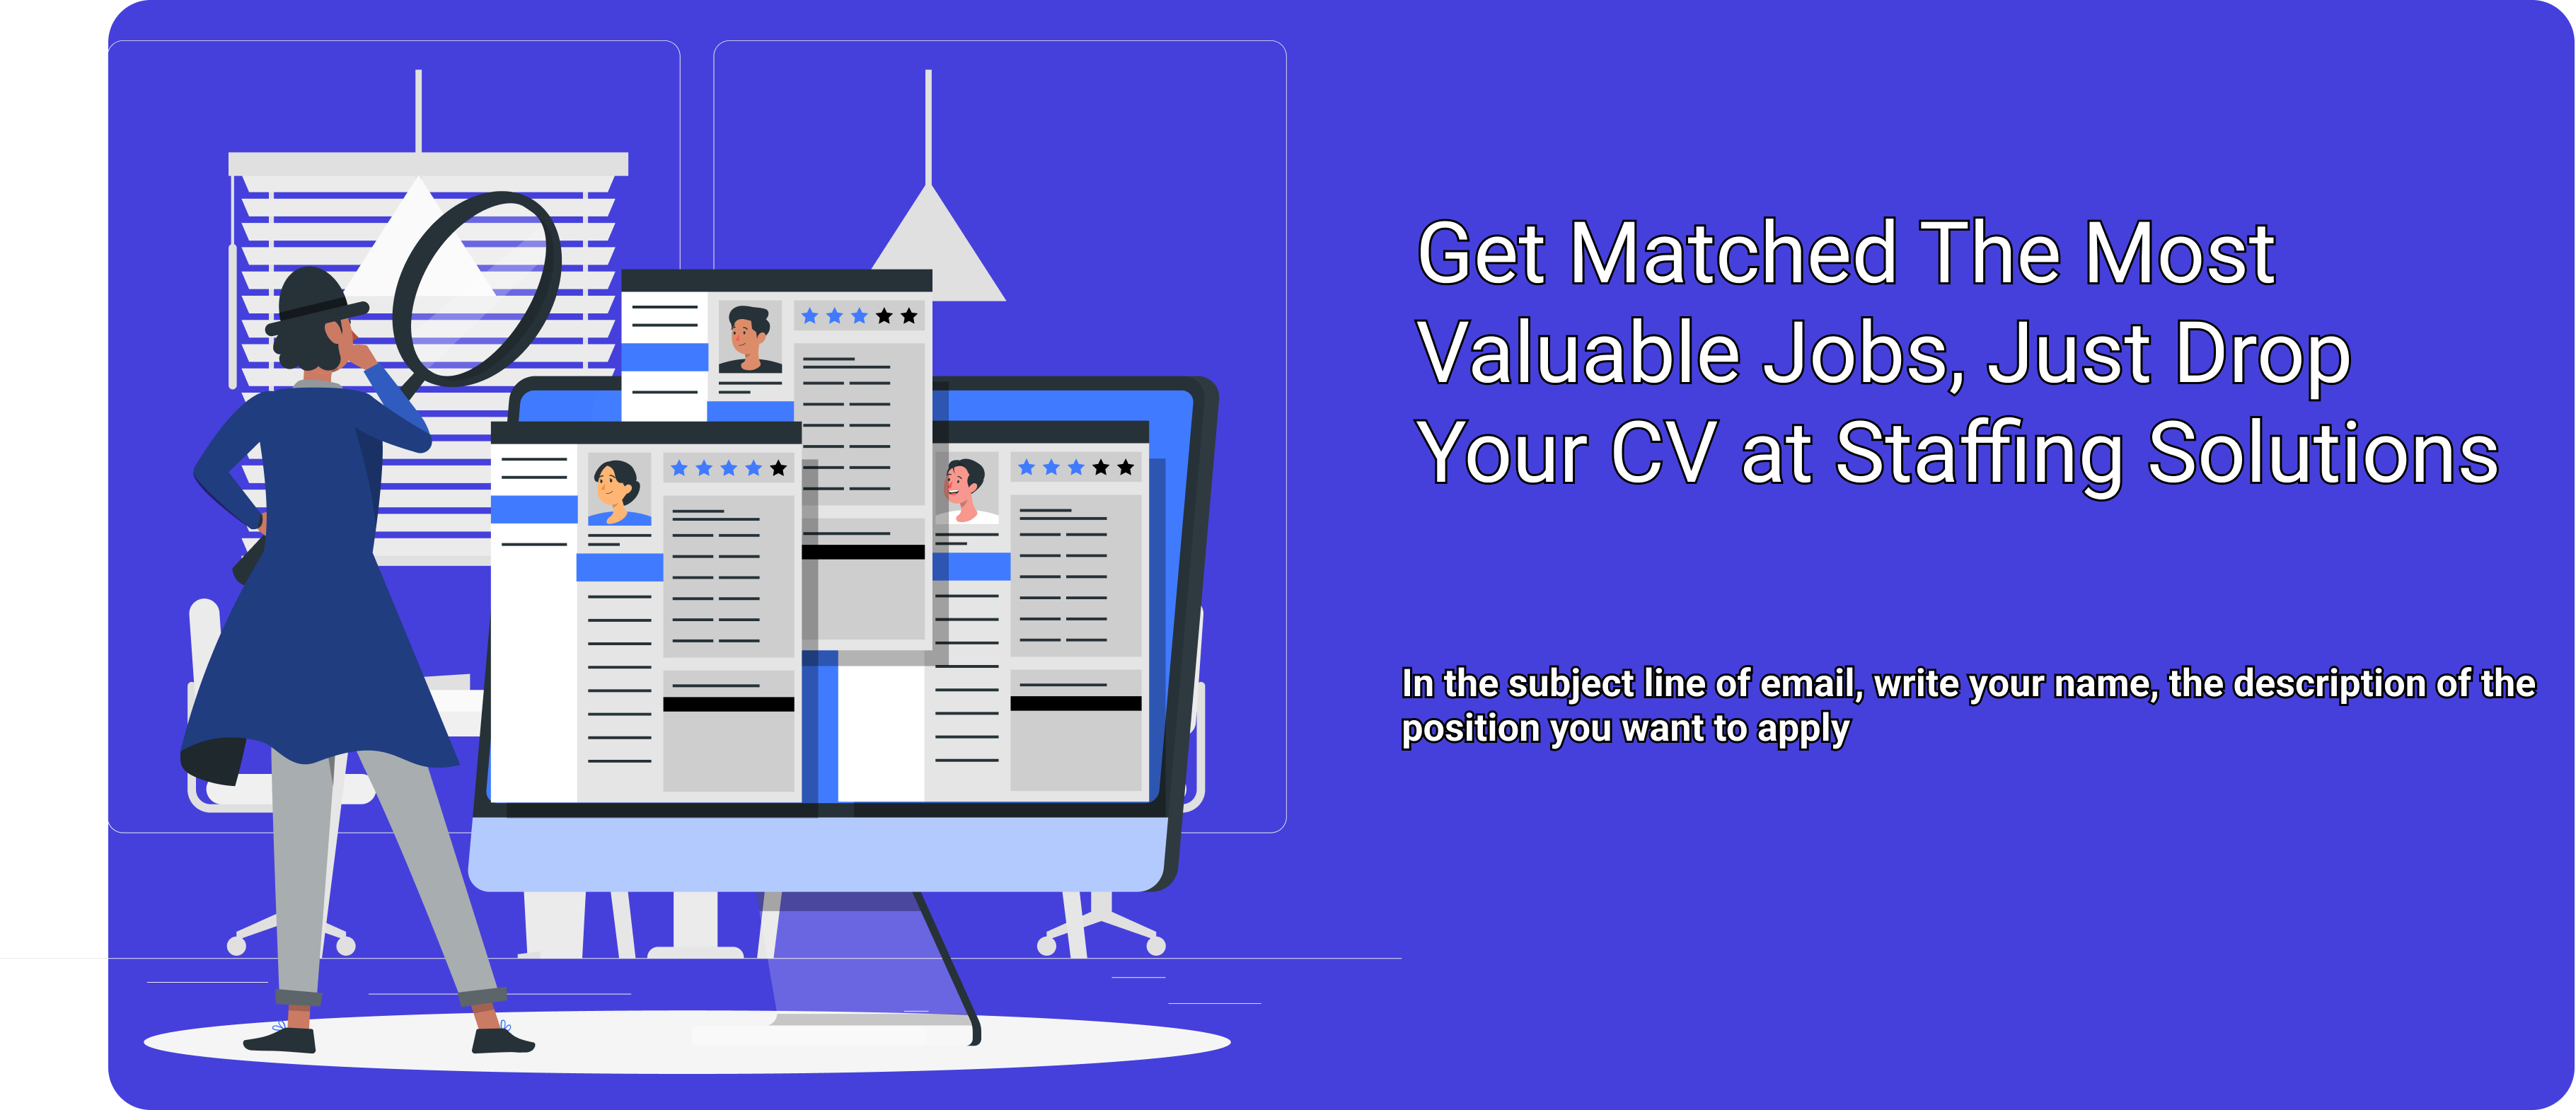 Get Matched The Most
Valuable Jobs, Just Drop
Your CV at Staffing Solutions
In the subject line of email, write your name, the description of the
position you want to apply